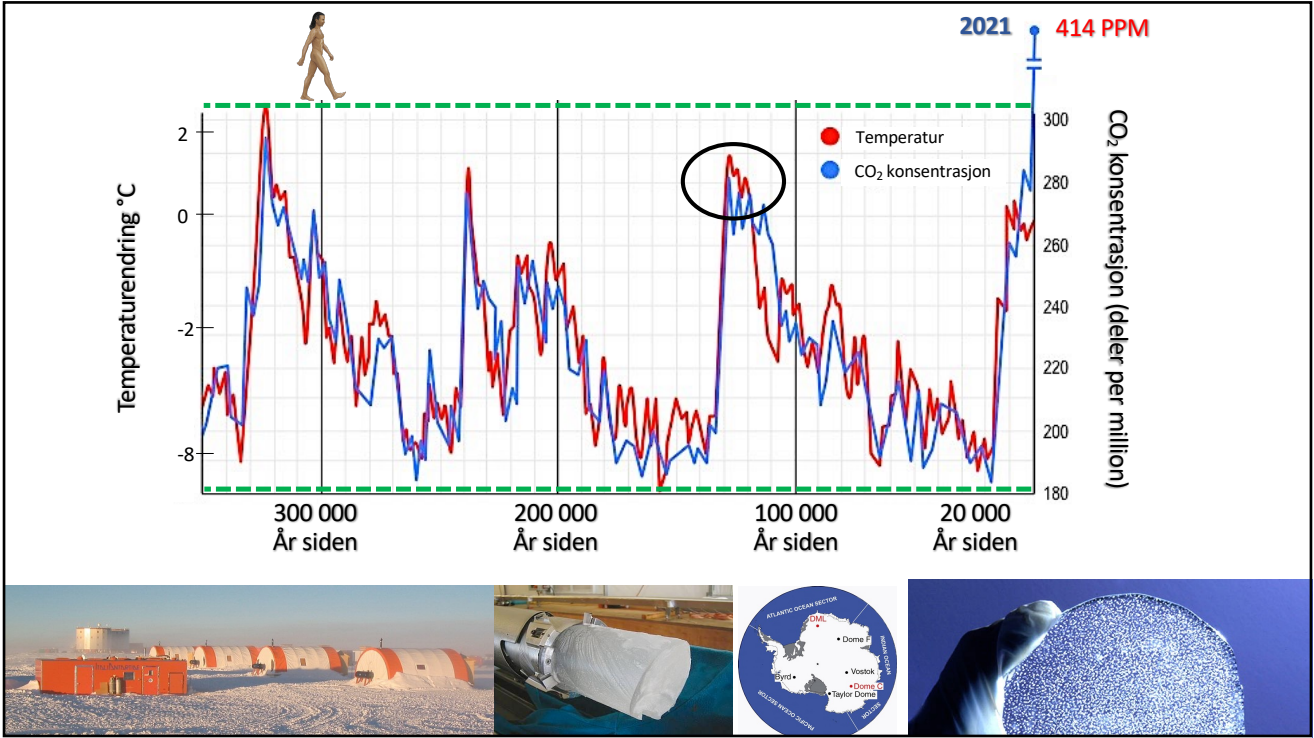 2021
414 PPM
Temperaturendring °C
2
0
-2
-8
Temperatur
CO₂ konsentrasjon
300
280
260
240
220
200
180
CO₂ konsentrasjon (deler per million)
300 000
År siden
200 000
År siden
100 000
År siden
20 000
År siden
ATLANTIC OCEAN SECTOR
INDIAN OCEAN
SECTOR
PACIFIC OCEAN SECTOR
DML
Dome F
Vostok
Byrd
Dome C
Taylor Dome